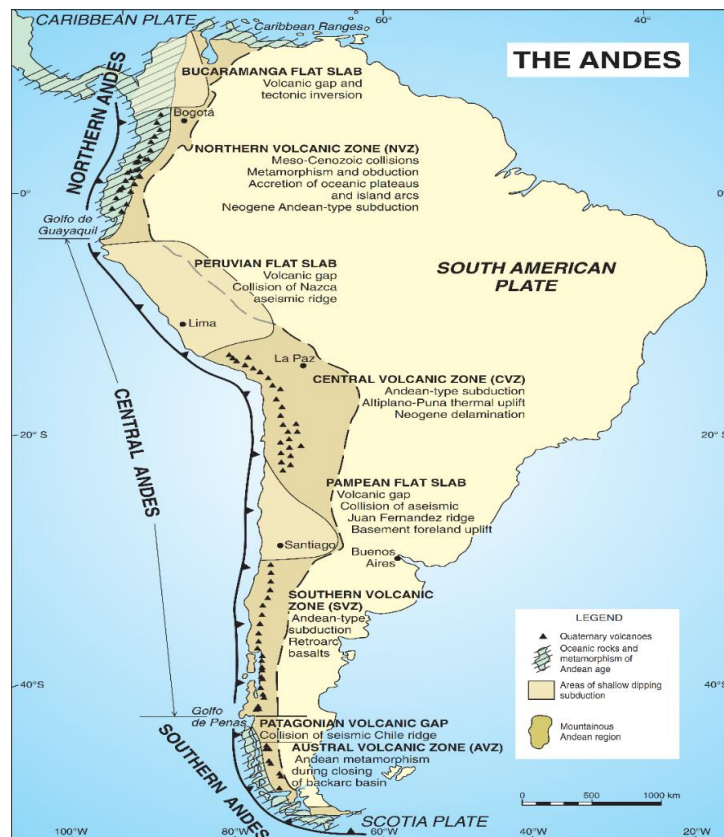 CARIBBEAN PLATE
80°
Caribbean Ranges
60°
40°
THE ANDES
BUCARAMANGA FLAT SLAB
Volcanic gap and
tectonic inversion
Bogotá
NORTHERN ANDES
NORTHERN VOLCANIC ZONE (NVZ)
Meso-Cenozoic collisions
Metamorphism and obduction
Accretion of oceanic plateaus
and island arcs
Neogene Andean-type subduction
0°
0°
Golfo de
Guayaquil
PERUVIAN FLAT SLAB
Volcanic gap
Collision of Nazca
aseismic ridge
SOUTH AMERICAN
PLATE
Lima
La Paz
CENTRAL VOLCANIC ZONE (CVZ)
Andean-type subduction
Altiplano-Puna thermal uplift
Neogene delamination
CENTRAL ANDES
20° S
20°
PAMPEAN FLAT SLAB
Volcanic gap
Collision of aseismic
Juan Fernandez ridge
Basement foreland uplift
Santiago
Buenos
Aires
SOUTHERN VOLCANIC
ZONE (SVZ)
Andean-type
subduction
Retroarc
basalts
LEGEND
Quaternary volcanoes
Oceanic rocks and
metamorphism of
Andean age
Areas of shallow dipping
subduction
Mountainous
Andean region
40°S
Golfo
de Penas
PATAGONIAN VOLCANIC GAP
Collision of seismic Chile ridge
SOUTHERN ANDES
AUSTRAL VOLCANIC ZONE (AVZ)
Andean metamorphism
during closing
of backarc basin
0 500 1000 km
SCOTIA PLATE
100°W
80°W
60°W
40°